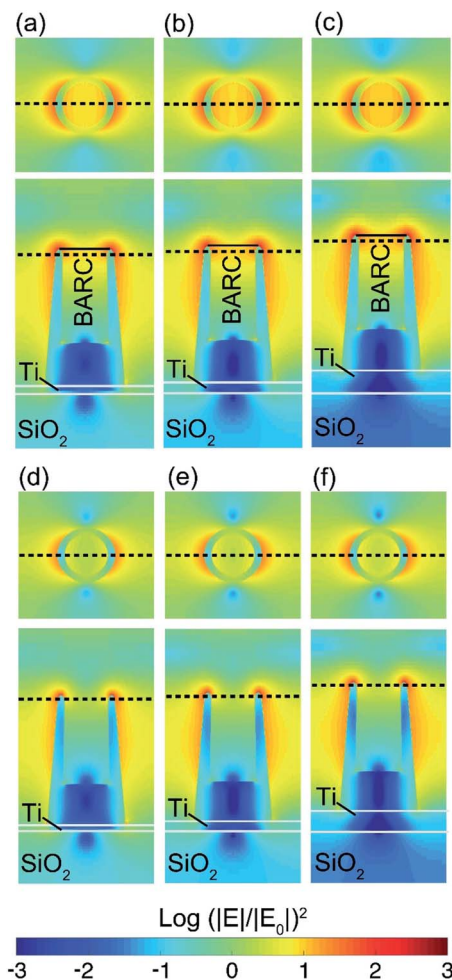 (a) (b) (c)
BARC BARC BARC
Ti Ti Ti
SiO₂ SiO₂ SiO₂
(d) (e) (f)
Ti Ti Ti
SiO₂ SiO₂ SiO₂
Log (|E|/|E₀|)²
-3 -2 -1 0 1 2 3